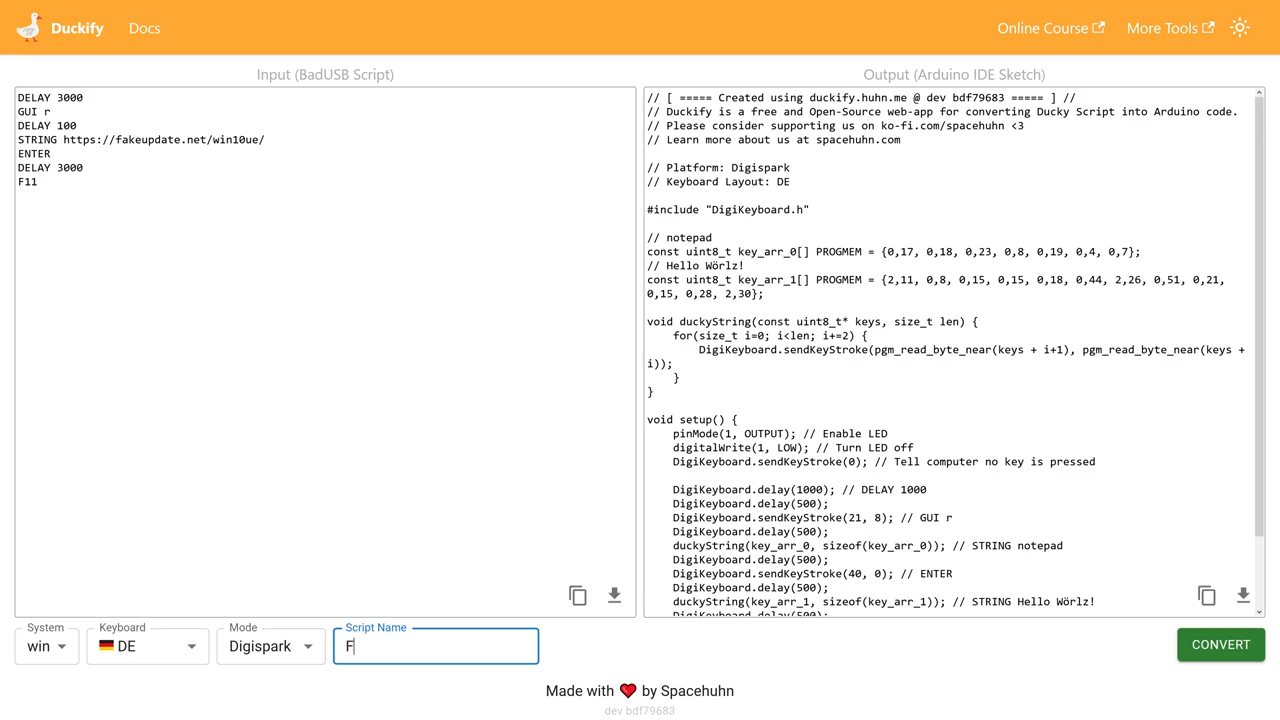 Duckify
Docs
Online Course
More Tools
Input (BadUSB Script)
Output (Arduino IDE Sketch)
DELAY 3000
GUI r
DELAY 100
STRING https://fakeupdate.net/win10ue/
ENTER
DELAY 3000
F11
// [ ===== Created using duckify.huhn.me @ dev bdf79683 ===== ] //
// Duckify is a free and Open-Source web-app for converting Ducky Script into Arduino code.
// Please consider supporting us on ko-fi.com/spacehuhn <3
// Learn more about us at spacehuhn.com
// Platform: Digispark
// Keyboard Layout: DE
#include "DigiKeyboard.h"
// notepad
const uint8_t key_arr_0[] PROGMEM = {0,17, 0,18, 0,23, 0,8, 0,19, 0,4, 0,7};
// Hello Wörlz!
const uint8_t key_arr_1[] PROGMEM = {2,11, 0,8, 0,15, 0,15, 0,18, 0,44, 2,26, 0,51, 0,21,
0,15, 0,28, 2,30};
void duckyString(const uint8_t* keys, size_t len) {
for(size_t i=0; i<len; i+=2) {
DigiKeyboard.sendKeyStroke(pgm_read_byte_near(keys + i+1), pgm_read_byte_near(keys +
i));
}
}
void setup() {
pinMode(1, OUTPUT); // Enable LED
digitalWrite(1, LOW); // Turn LED off
DigiKeyboard.sendKeyStroke(0); // Tell computer no key is pressed
DigiKeyboard.delay(1000); // DELAY 1000
DigiKeyboard.delay(500);
DigiKeyboard.sendKeyStroke(21, 8); // GUI r
DigiKeyboard.delay(500);
duckyString(key_arr_0, sizeof(key_arr_0)); // STRING notepad
DigiKeyboard.delay(500);
DigiKeyboard.sendKeyStroke(40, 0); // ENTER
DigiKeyboard.delay(500);
duckyString(key_arr_1, sizeof(key_arr_1)); // STRING Hello Wörlz!
DigiKeyboard.delay(500);
System
win
Keyboard
DE
Mode
Digispark
Script Name
F
CONVERT
Made with ❤ by Spacehuhn
dev bdf79683